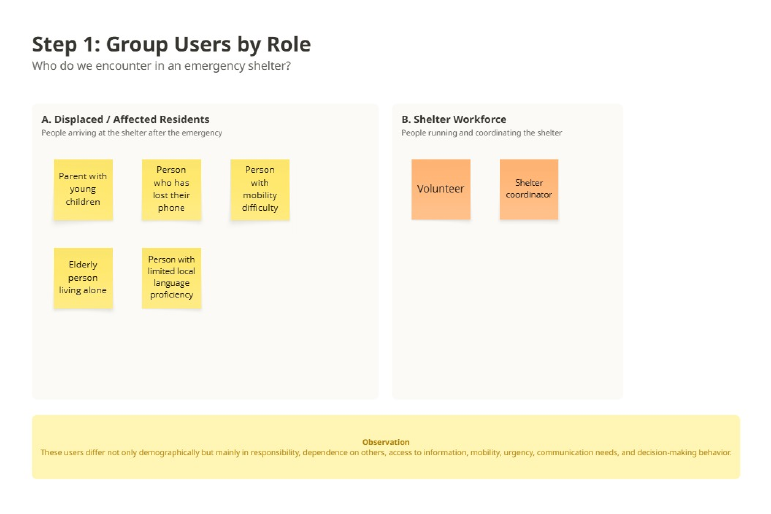 Step 1: Group Users by Role
Who do we encounter in an emergency shelter?
A. Displaced / Affected Residents
People arriving at the shelter after the emergency
Parent with
young
children
Person
who has
lost their
phone
Person
with
mobility
difficulty
Elderly
person
living alone
Person with
limited local
language
proficiency
B. Shelter Workforce
People running and coordinating the shelter
Volunteer
Shelter
coordinator
Observation
These users differ not only demographically but mainly in responsibility, dependence on others, access to information, mobility, urgency, communication needs, and decision-making behavior.